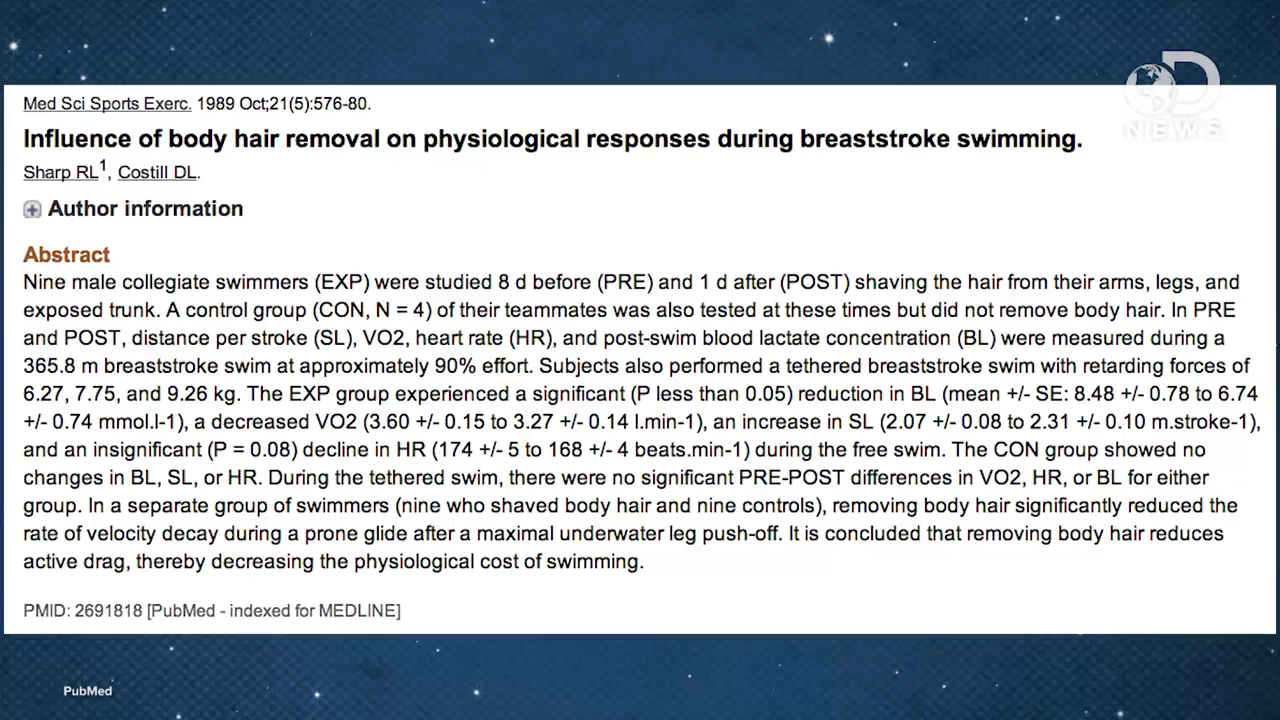 Med Sci Sports Exerc. 1989 Oct;21(5):576-80.
D
NEWS
Influence of body hair removal on physiological responses during breaststroke swimming.
Sharp RL1, Costill DL.
Author information
Abstract
Nine male collegiate swimmers (EXP) were studied 8 d before (PRE) and 1 d after (POST) shaving the hair from their arms, legs, and
exposed trunk. A control group (CON, N = 4) of their teammates was also tested at these times but did not remove body hair. In PRE
and POST, distance per stroke (SL), VO2, heart rate (HR), and post-swim blood lactate concentration (BL) were measured during a
365.8 m breaststroke swim at approximately 90% effort. Subjects also performed a tethered breaststroke swim with retarding forces of
6.27, 7.75, and 9.26 kg. The EXP group experienced a significant (P less than 0.05) reduction in BL (mean +/- SE: 8.48 +/- 0.78 to 6.74
+/- 0.74 mmol.l-1), a decreased VO2 (3.60 +/- 0.15 to 3.27 +/- 0.14 l.min-1), an increase in SL (2.07 +/- 0.08 to 2.31 +/- 0.10 m.stroke-1),
and an insignificant (P = 0.08) decline in HR (174 +/- 5 to 168 +/- 4 beats.min-1) during the free swim. The CON group showed no
changes in BL, SL, or HR. During the tethered swim, there were no significant PRE-POST differences in VO2, HR, or BL for either
group. In a separate group of swimmers (nine who shaved body hair and nine controls), removing body hair significantly reduced the
rate of velocity decay during a prone glide after a maximal underwater leg push-off. It is concluded that removing body hair reduces
active drag, thereby decreasing the physiological cost of swimming.
PMID: 2691818 [PubMed - indexed for MEDLINE]
PubMed